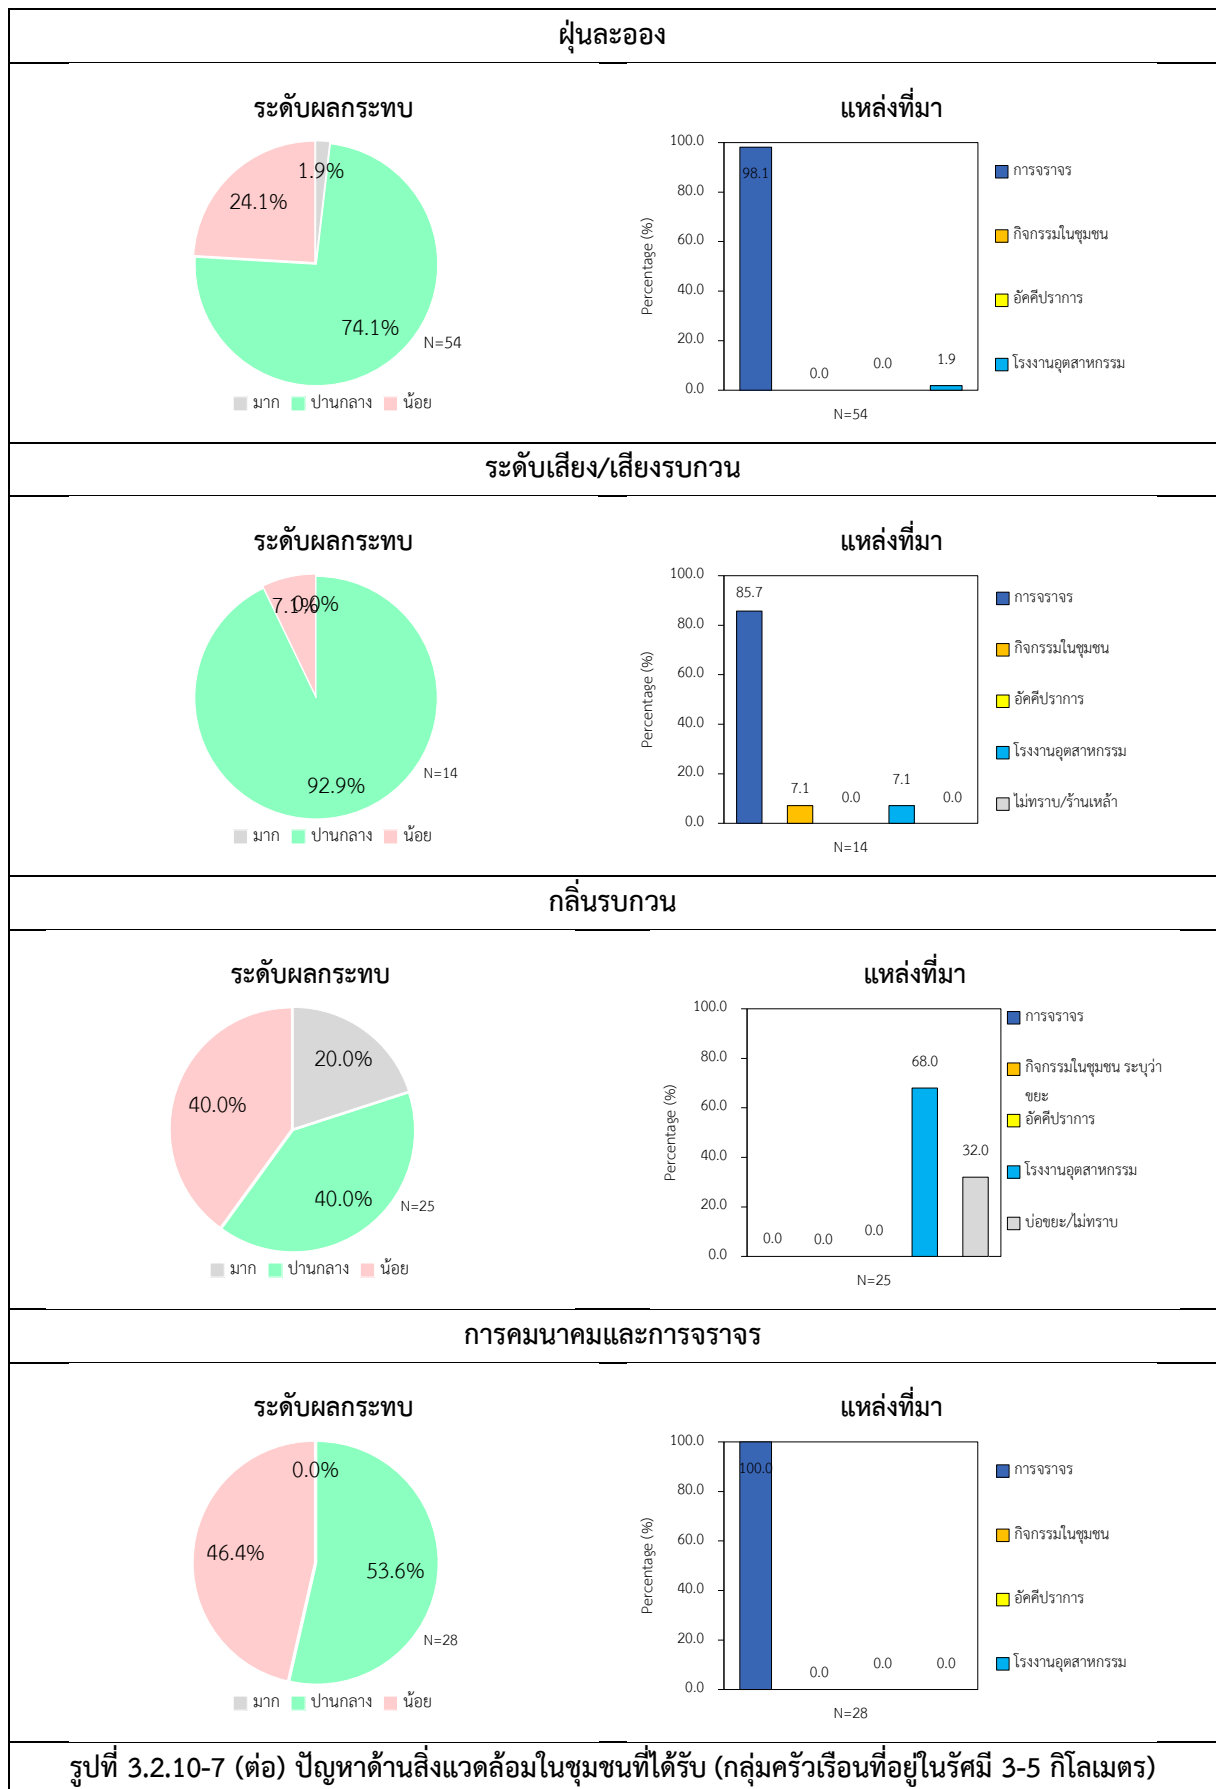 ฝุ่นละออง
ระดับผลกระทบ
1.9%
24.1%
74.1%
N=54
มาก ปานกลาง น้อย
แหล่งที่มา
Percentage (%)
100.0
80.0
60.0
40.0
20.0
0.0
98.1
0.0
0.0
1.9
N=54
การจราจร
กิจกรรมในชุมชน
อัคคีปราการ
โรงงานอุตสาหกรรม
ระดับเสียง/เสียงรบกวน
ระดับผลกระทบ
7.1%
0.0%
92.9%
N=14
มาก ปานกลาง น้อย
แหล่งที่มา
Percentage (%)
100.0
80.0
60.0
40.0
20.0
0.0
85.7
7.1
0.0
7.1
0.0
N=14
การจราจร
กิจกรรมในชุมชน
อัคคีปราการ
โรงงานอุตสาหกรรม
ไม่ทราบ/ร้านเหล้า
กลิ่นรบกวน
ระดับผลกระทบ
20.0%
40.0%
40.0%
N=25
มาก ปานกลาง น้อย
แหล่งที่มา
Percentage (%)
100.0
80.0
60.0
40.0
20.0
0.0
0.0
0.0
0.0
68.0
32.0
N=25
การจราจร
กิจกรรมในชุมชน ระบุว่า
ขยะ
อัคคีปราการ
โรงงานอุตสาหกรรม
บ่อขยะ/ไม่ทราบ
การคมนาคมและการจราจร
ระดับผลกระทบ
0.0%
46.4%
53.6%
N=28
มาก ปานกลาง น้อย
แหล่งที่มา
Percentage (%)
100.0
80.0
60.0
40.0
20.0
0.0
100.0
0.0
0.0
0.0
N=28
การจราจร
กิจกรรมในชุมชน
อัคคีปราการ
โรงงานอุตสาหกรรม
รูปที่ 3.2.10-7 (ต่อ) ปัญหาด้านสิ่งแวดล้อมในชุมชนที่ได้รับ (กลุ่มครัวเรือนที่อยู่ในรัศมี 3-5 กิโลเมตร)